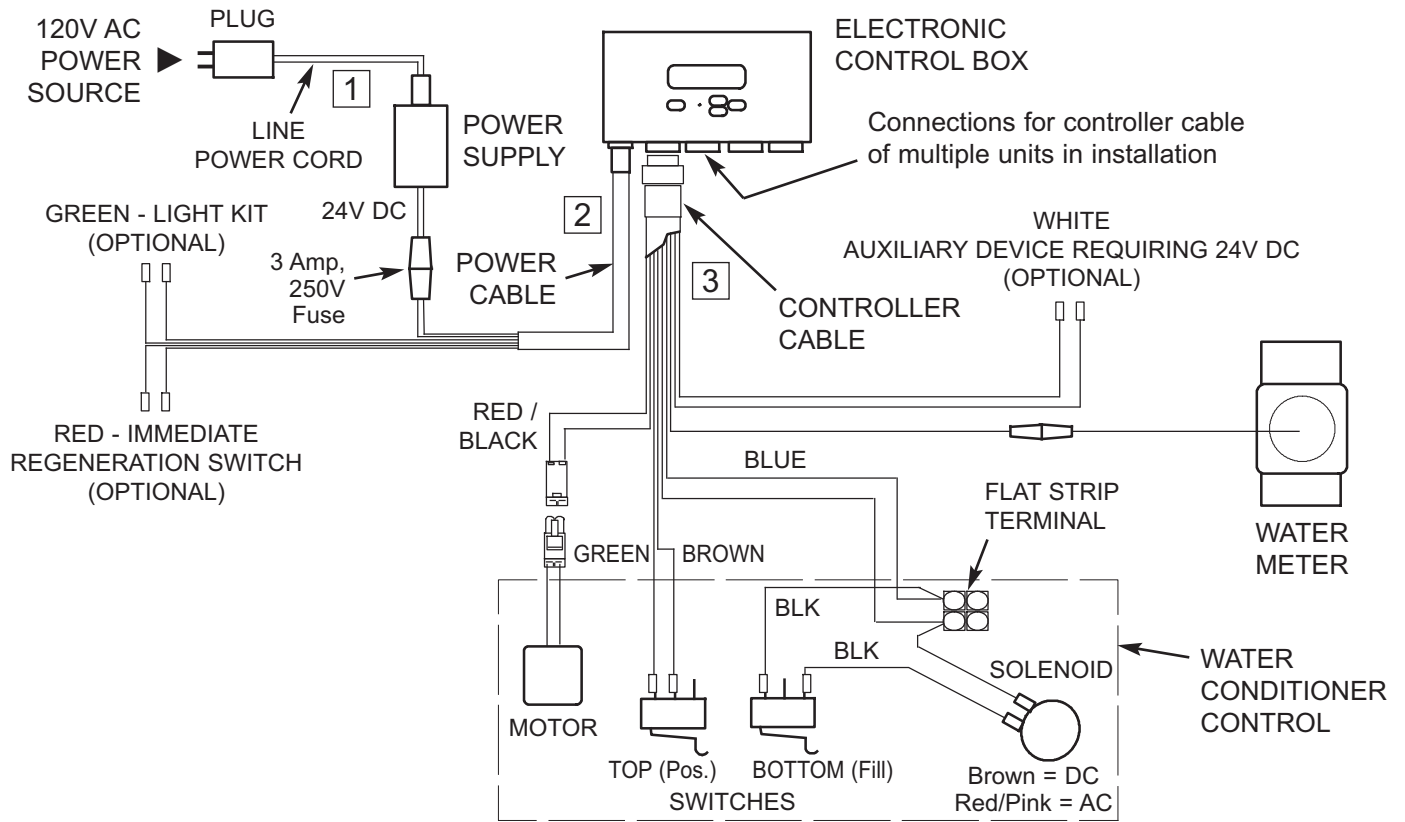 120V AC
POWER
SOURCE
PLUG
1
LINE
POWER CORD
POWER
SUPPLY
ELECTRONIC
CONTROL BOX
Connections for controller cable
of multiple units in installation
24V DC
GREEN - LIGHT KIT
(OPTIONAL)
3 Amp,
250V
Fuse
2
POWER
CABLE
3
CONTROLLER
CABLE
WHITE
AUXILIARY DEVICE REQUIRING 24V DC
(OPTIONAL)
RED - IMMEDIATE
REGENERATION SWITCH
(OPTIONAL)
RED /
BLACK
BLUE
FLAT STRIP
TERMINAL
WATER
METER
GREEN
BROWN
BLK
BLK
SOLENOID
WATER
CONDITIONER
CONTROL
MOTOR
TOP (Pos.)
BOTTOM (Fill)
SWITCHES
Brown = DC
Red/Pink = AC